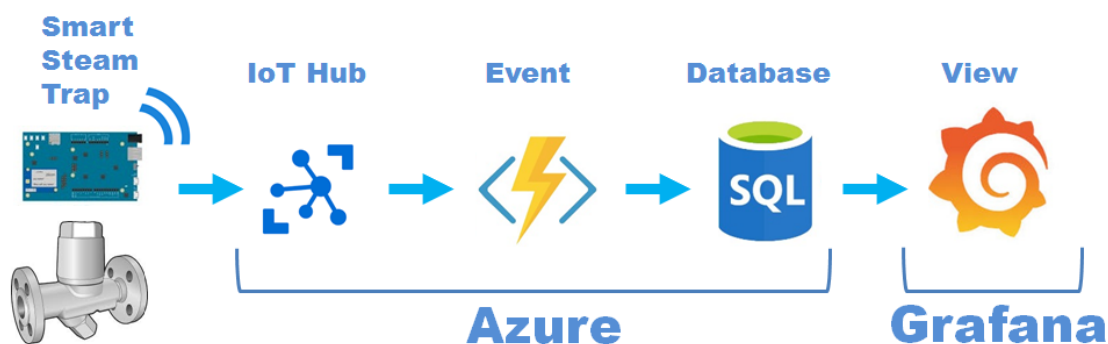 Smart
Steam
Trap
IoT Hub
Event
Database
View
SQL
Azure
Grafana